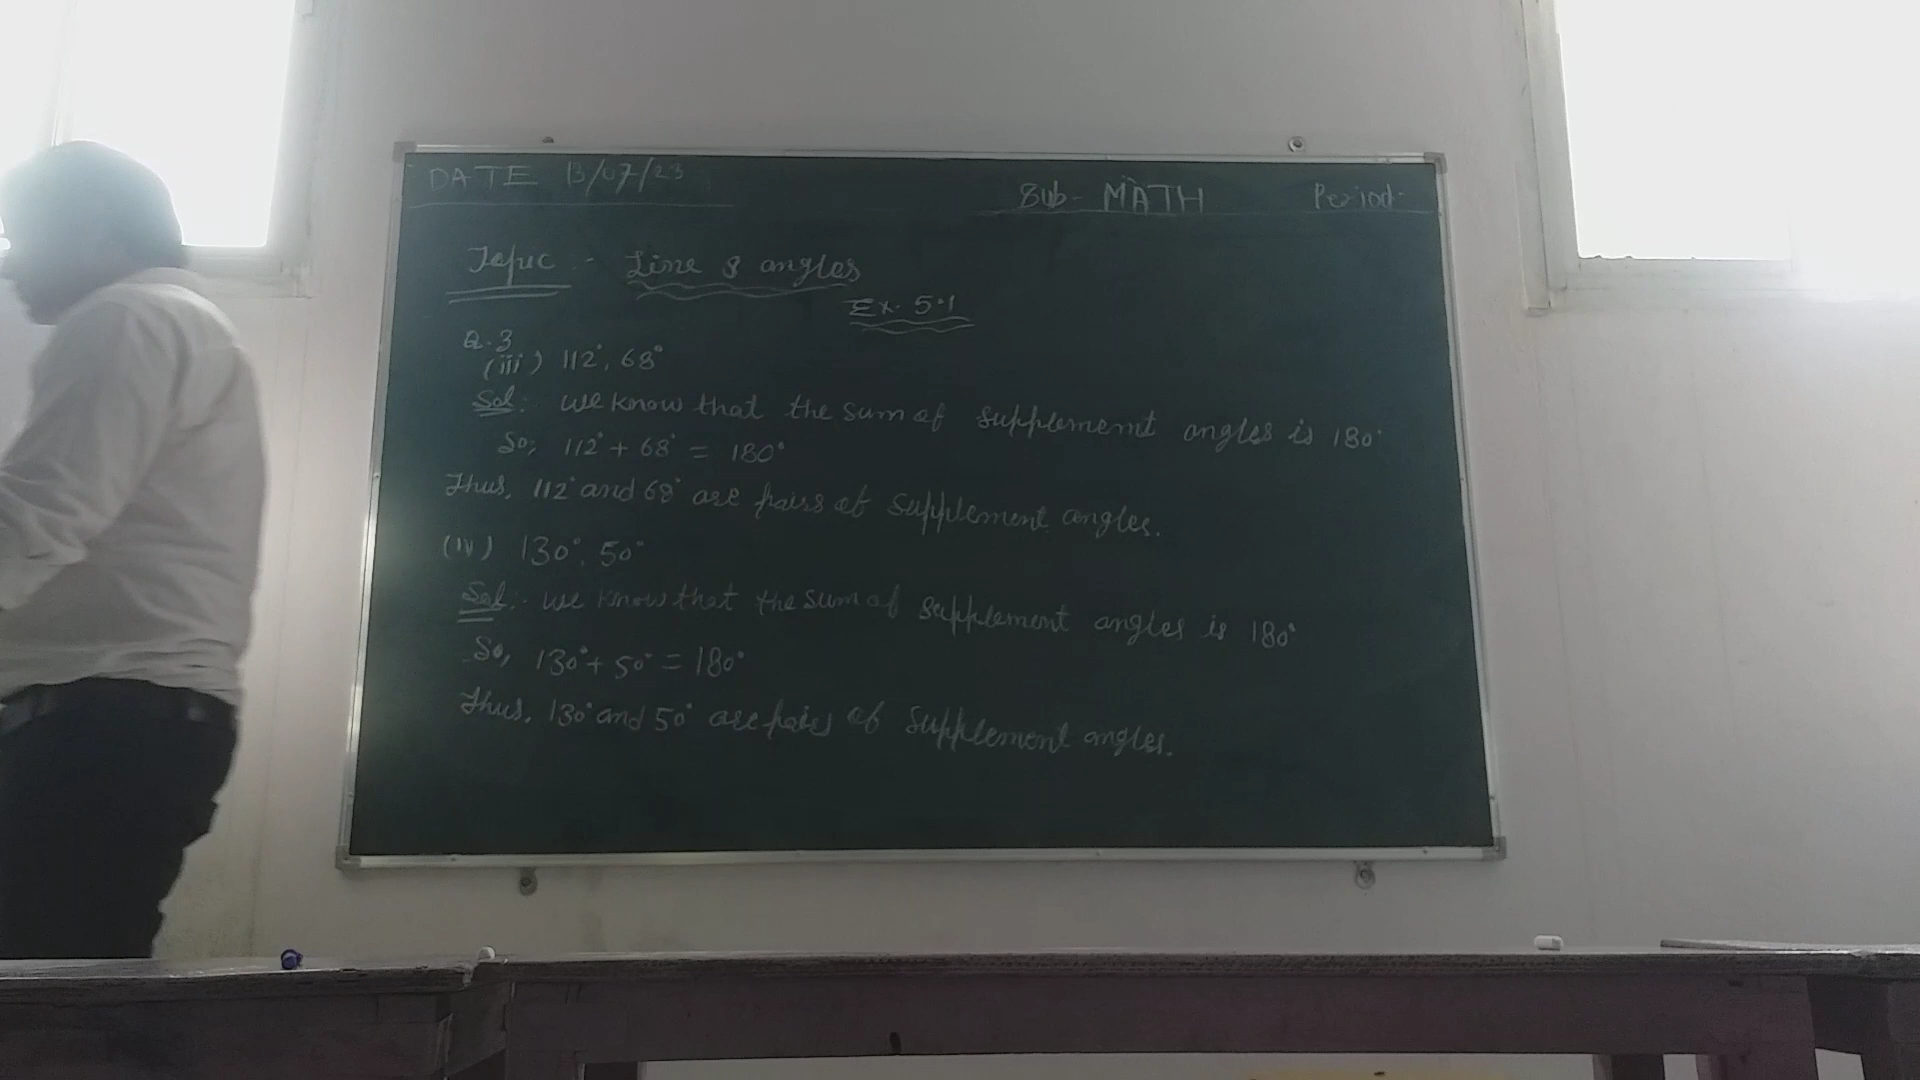 DATE 13/07/23
Sub- MATH Period:
Topic :- Line & angles
Ex. 5.1
Q.3
(iii) 112°, 68°
Sol:- we know that the sum of supplement angles is 180°
So, 112° + 68° = 180°
Thus, 112° and 68° are pairs of supplement angles.
(iv) 130°, 50°
Sol:- we know that the sum of supplement angles is 180°
So, 130° + 50° = 180°
Thus, 130° and 50° are pairs of supplement angles.